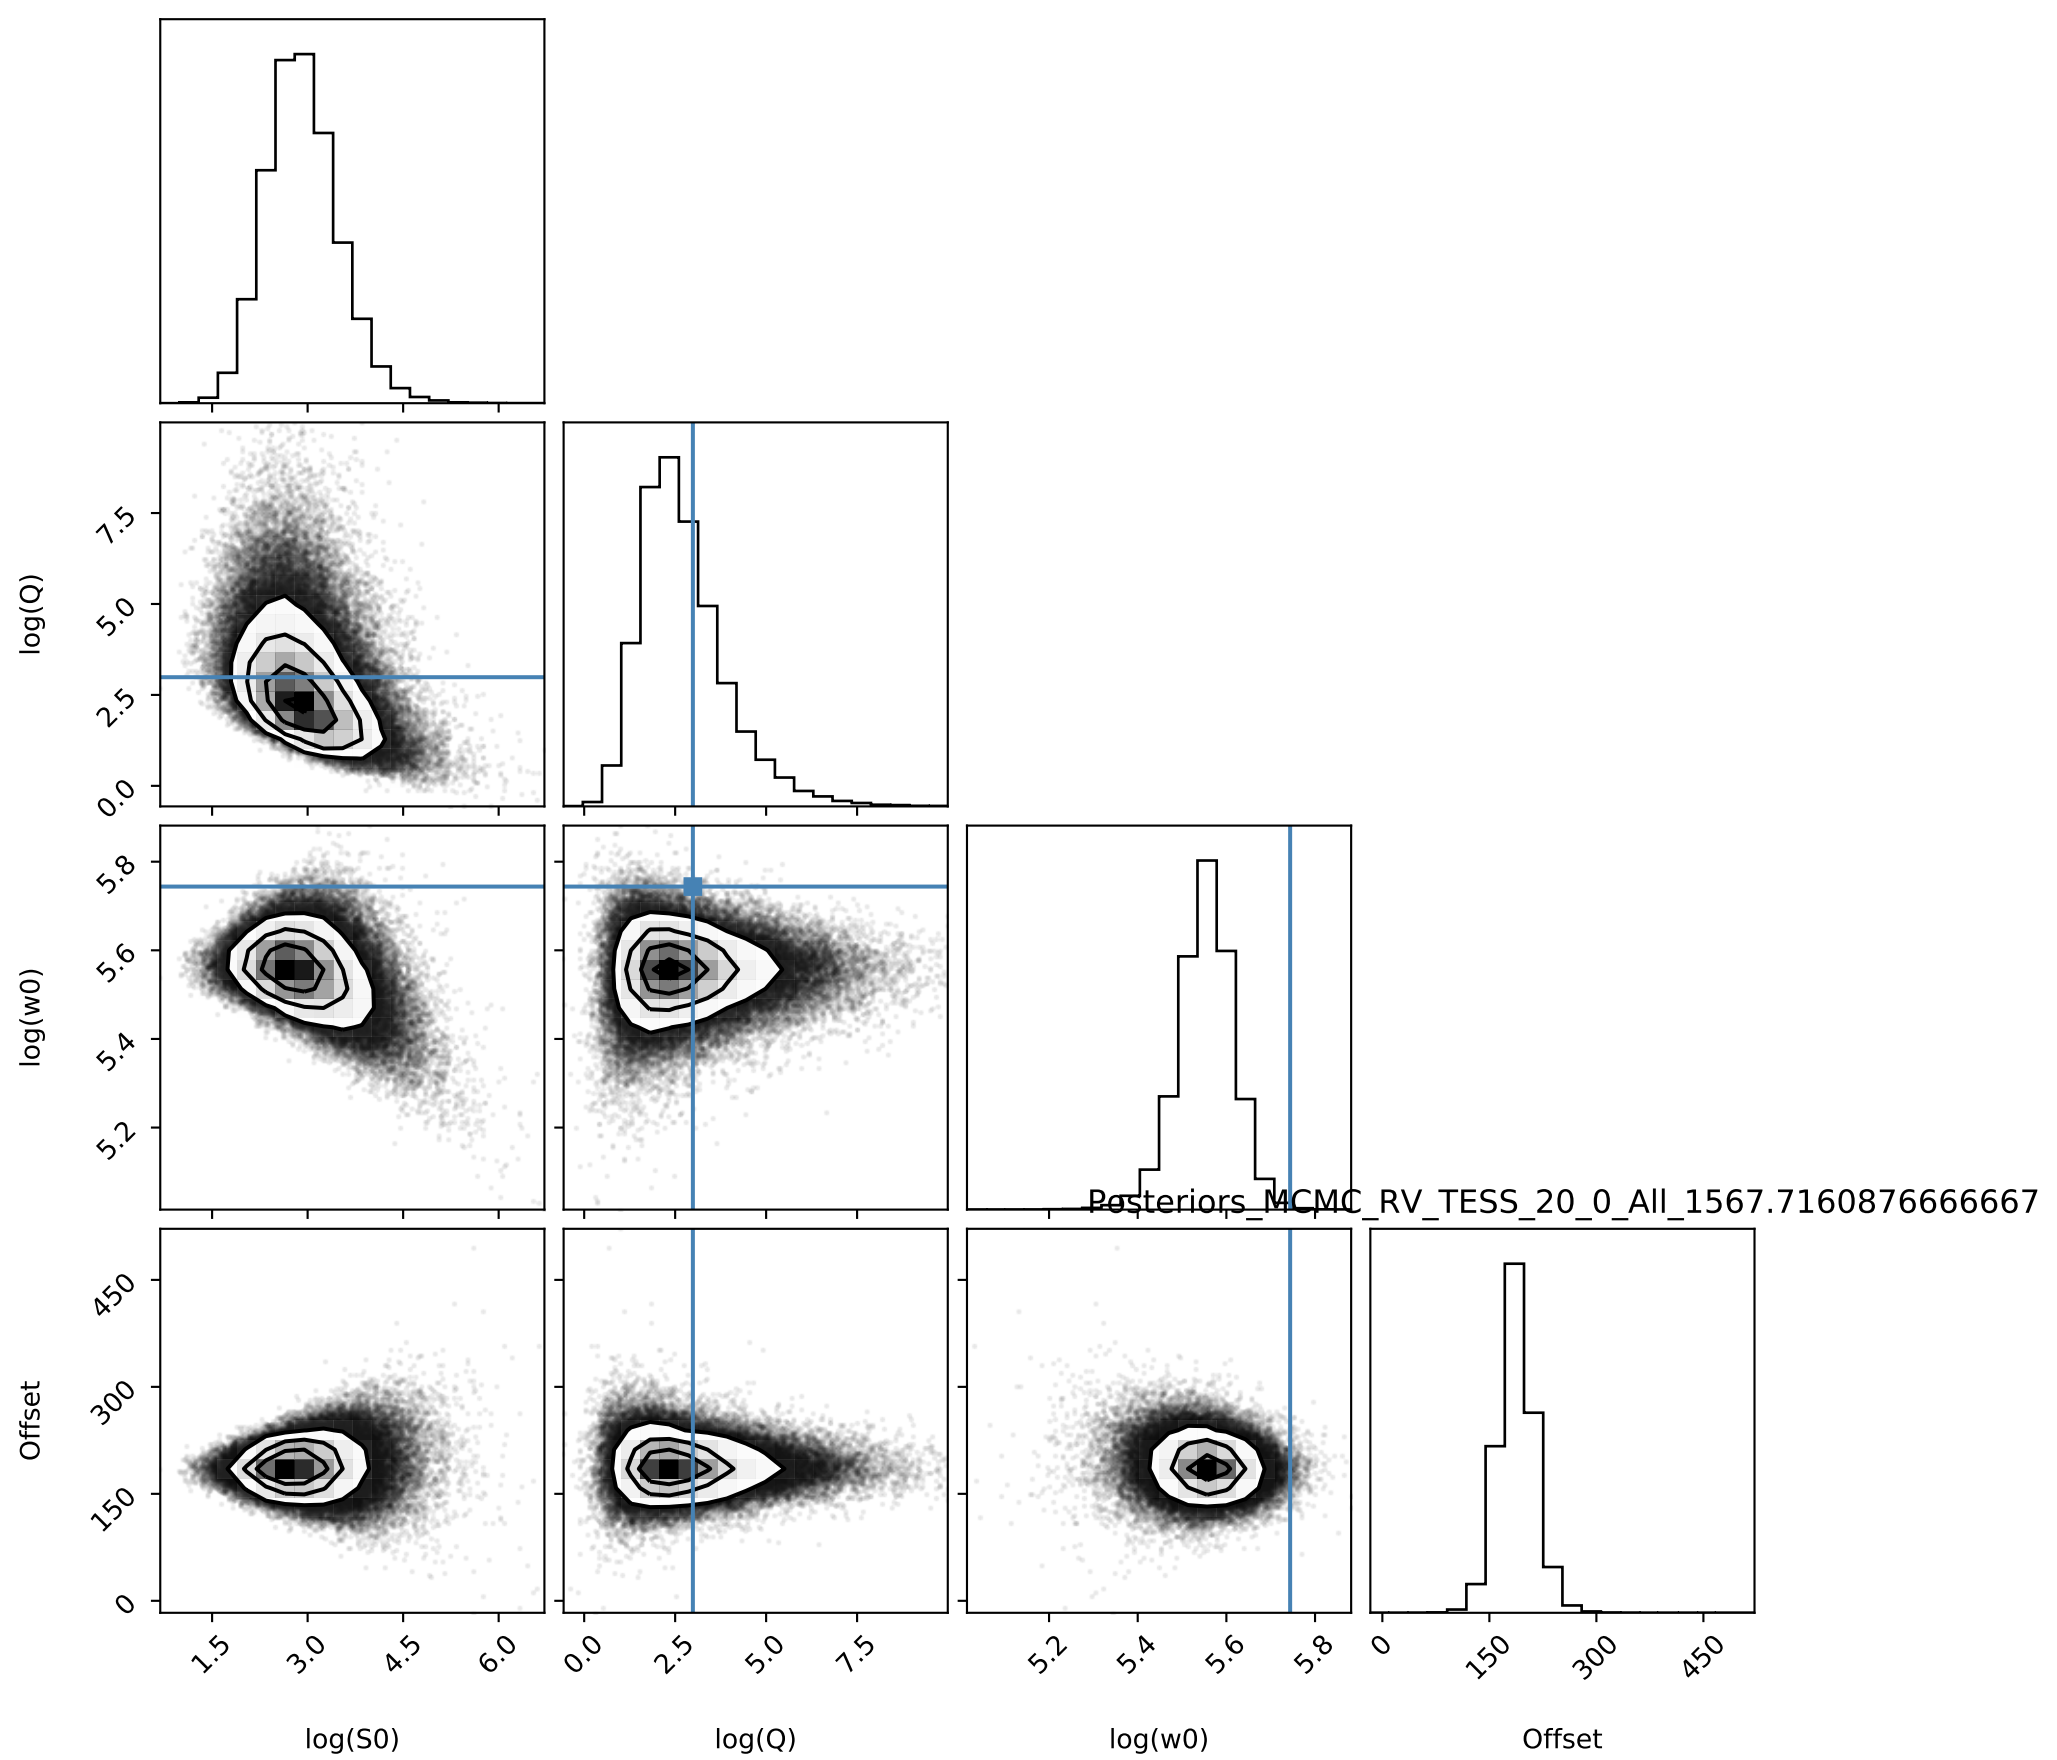 log(Q)
7.5
5.0
2.5
0.0
log(w0)
5.8
5.6
5.4
5.2
Posteriors_MCMC_RV_TESS_20_0_All_1567.7160876666667
Offset
450
300
150
0
1.5 3.0 4.5 6.0 0.0 2.5 5.0 7.5 5.2 5.4 5.6 5.8 0 150 300 450
log(S0) log(Q) log(w0) Offset